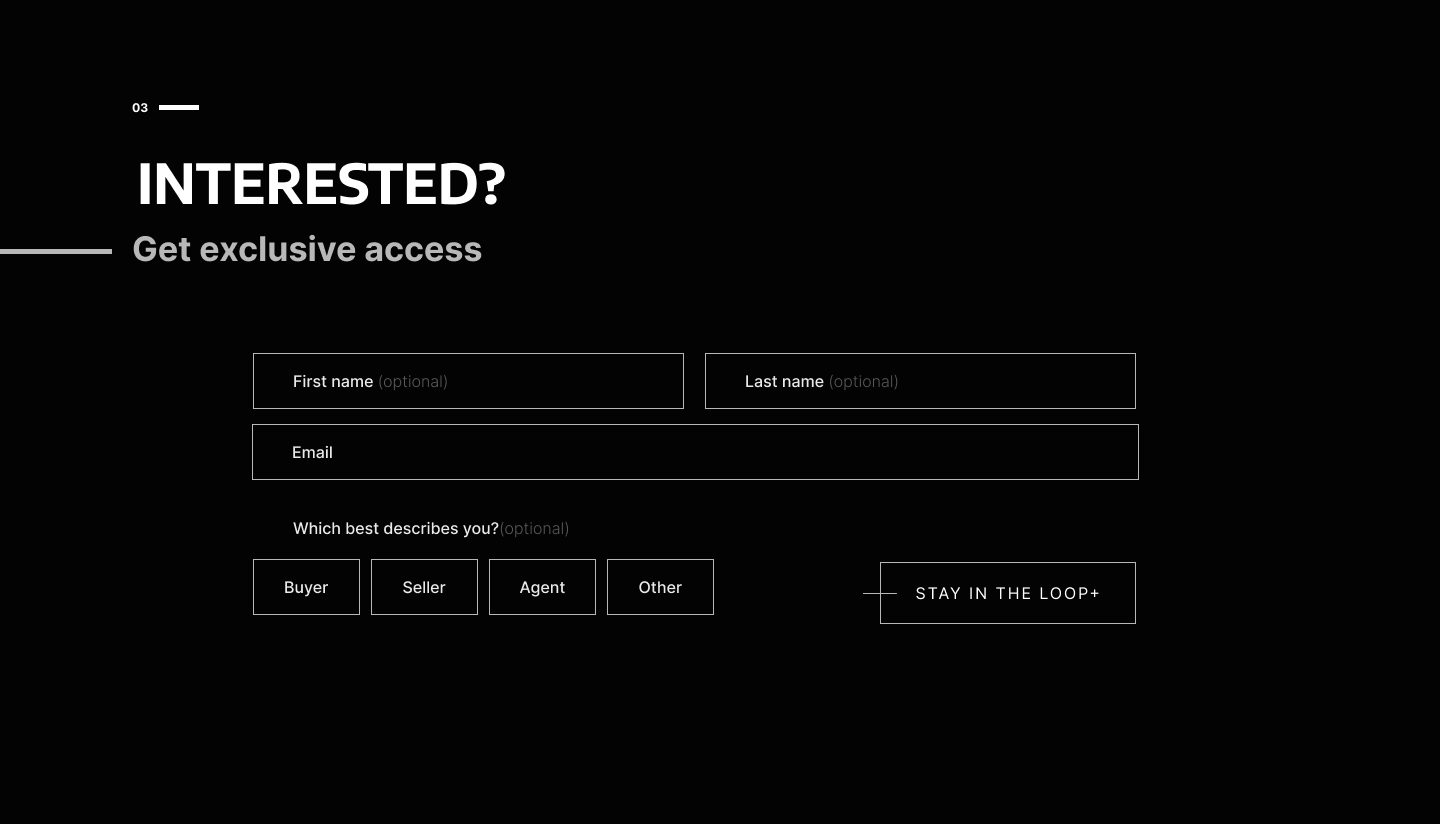 03
INTERESTED?
Get exclusive access
First name (optional)
Last name (optional)
Email
Which best describes you?(optional)
Buyer
Seller
Agent
Other
STAY IN THE LOOP+